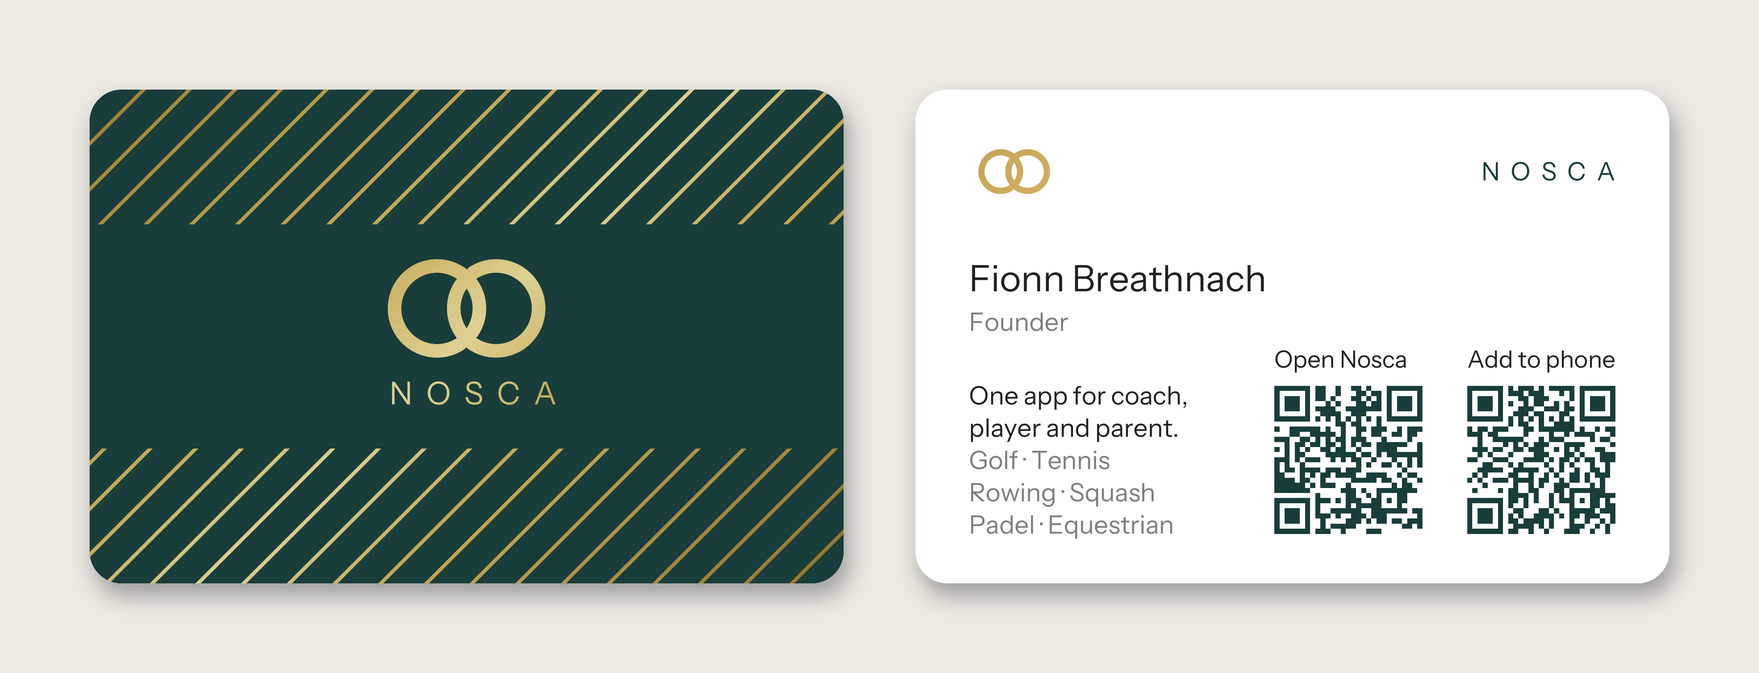 NOSCA
NOSCA
Fionn Breathnach
Founder
One app for coach,
player and parent.
Golf · Tennis
Rowing · Squash
Padel · Equestrian
Open Nosca
Add to phone